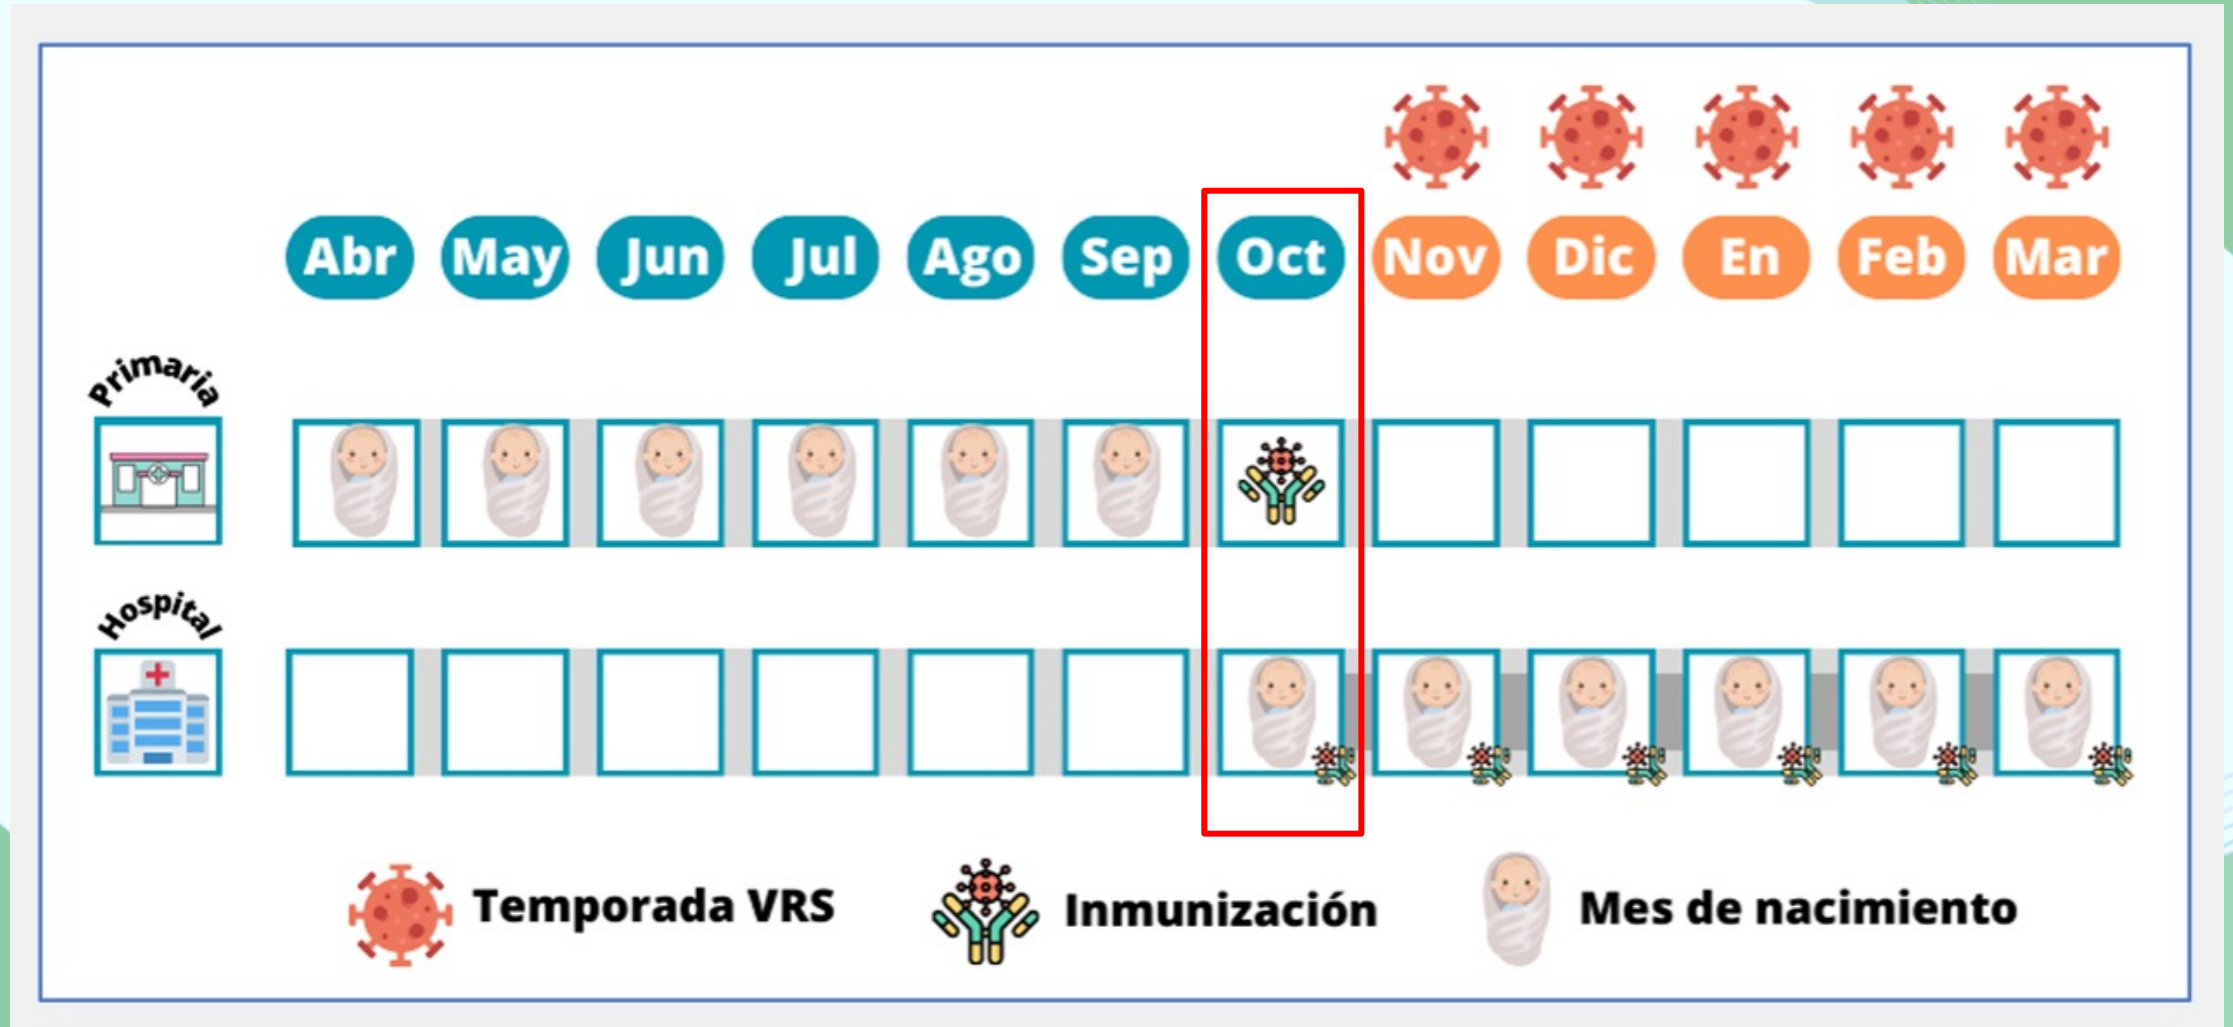 Abr May Jun Jul Ago Sep Oct Nov Dic En Feb Mar
Primaria
Hospital
Temporada VRS Inmunización Mes de nacimiento